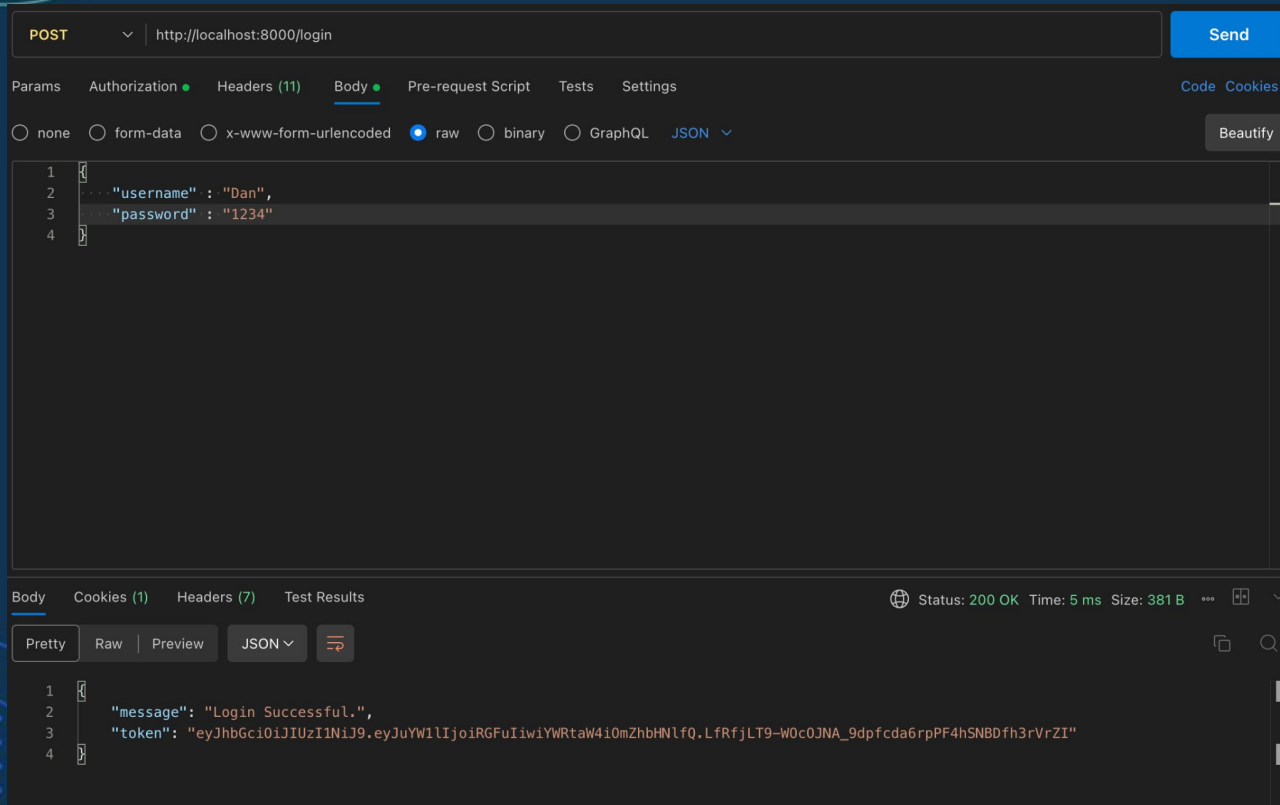 POST http://localhost:8000/login Send
Params Authorization Headers (11) Body Pre-request Script Tests Settings Code Cookies
none form-data x-www-form-urlencoded raw binary GraphQL JSON Beautify
1 {
2 "username" : "Dan",
3 "password" : "1234"
4 }
Body Cookies (1) Headers (7) Test Results Status: 200 OK Time: 5 ms Size: 381 B
Pretty Raw Preview JSON
1 {
2 "message": "Login Successful.",
3 "token": "eyJhbGciOiJIUzI1NiJ9.eyJuYW1lIjoiRGFuIiwiYWRtaW4iOmZhbHNlfQ.LfRfjLT9-WOcOJNA_9dpfcda6rpPF4hSNBDfh3rVrZI"
4 }